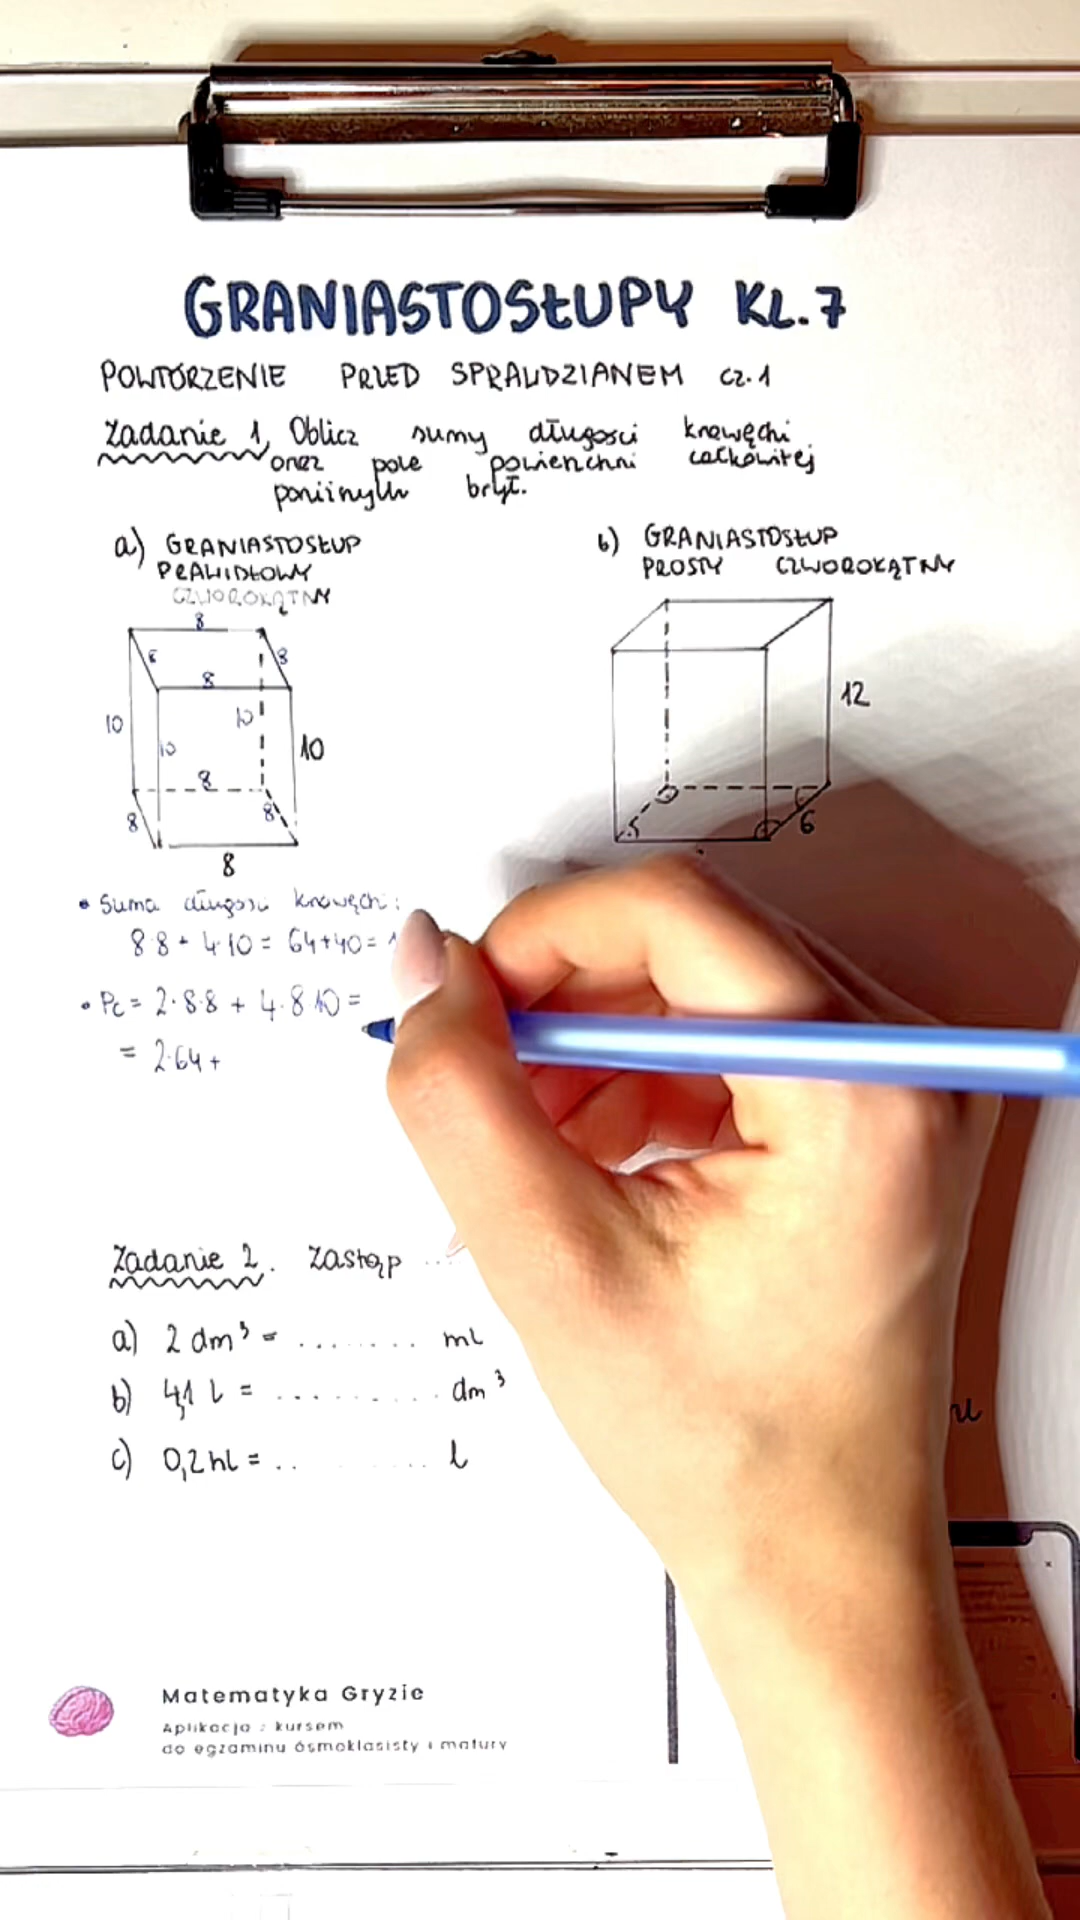 GRANIASTOSŁUPY KL.7
POWTÓRZENIE PRZED SPRAWDZIANEM CZ.1
Zadanie 1, Oblicz sumy długości krawędzi
oraz pole powierzchni całkowitej
poniższych brył.
a) GRANIASTOSŁUP
PRAWIDŁOWY
CZWOROKĄTNY
8
8
8
8
10
10
10
10
8
8
8
8
b) GRANIASTOSŁUP
PROSTY CZWOROKĄTNY
12
5
6
• Suma długości krawędzi:
8·8 + 4·10 = 64+40= 1
• Pc = 2·8·8 + 4·8·10 =
= 2·64 +
Zadanie 2. Zastąp ...
a) 2 dm³ = ........ ml
b) 4,1 l = .......... dm³
c) 0,2 hl = .. ... l
Matematyka Gryzie
Aplikacja z kursem
do egzaminu ósmoklasisty i matury